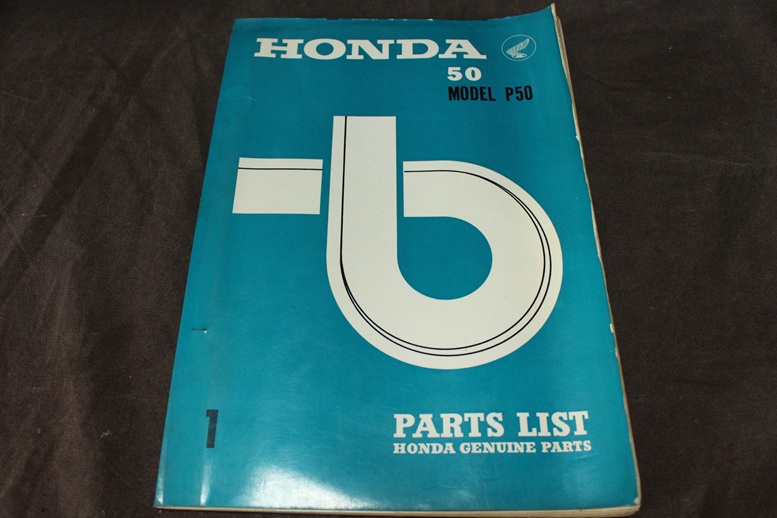 HONDA
50
MODEL P50
1
PARTS LIST
HONDA GENUINE PARTS